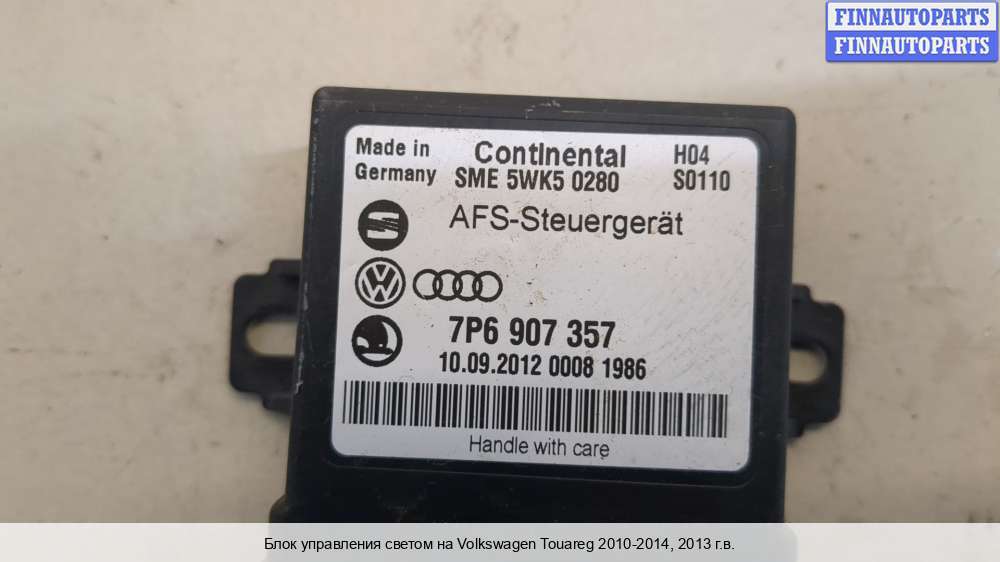 FINNAUTOPARTS
FINNAUTOPARTS
Made in Germany
Continental
SME 5WK5 0280
H04
S0110
AFS-Steuergerät
7P6 907 357
10.09.2012 0008 1986
Handle with care
Блок управления светом на Volkswagen Touareg 2010-2014, 2013 г.в.